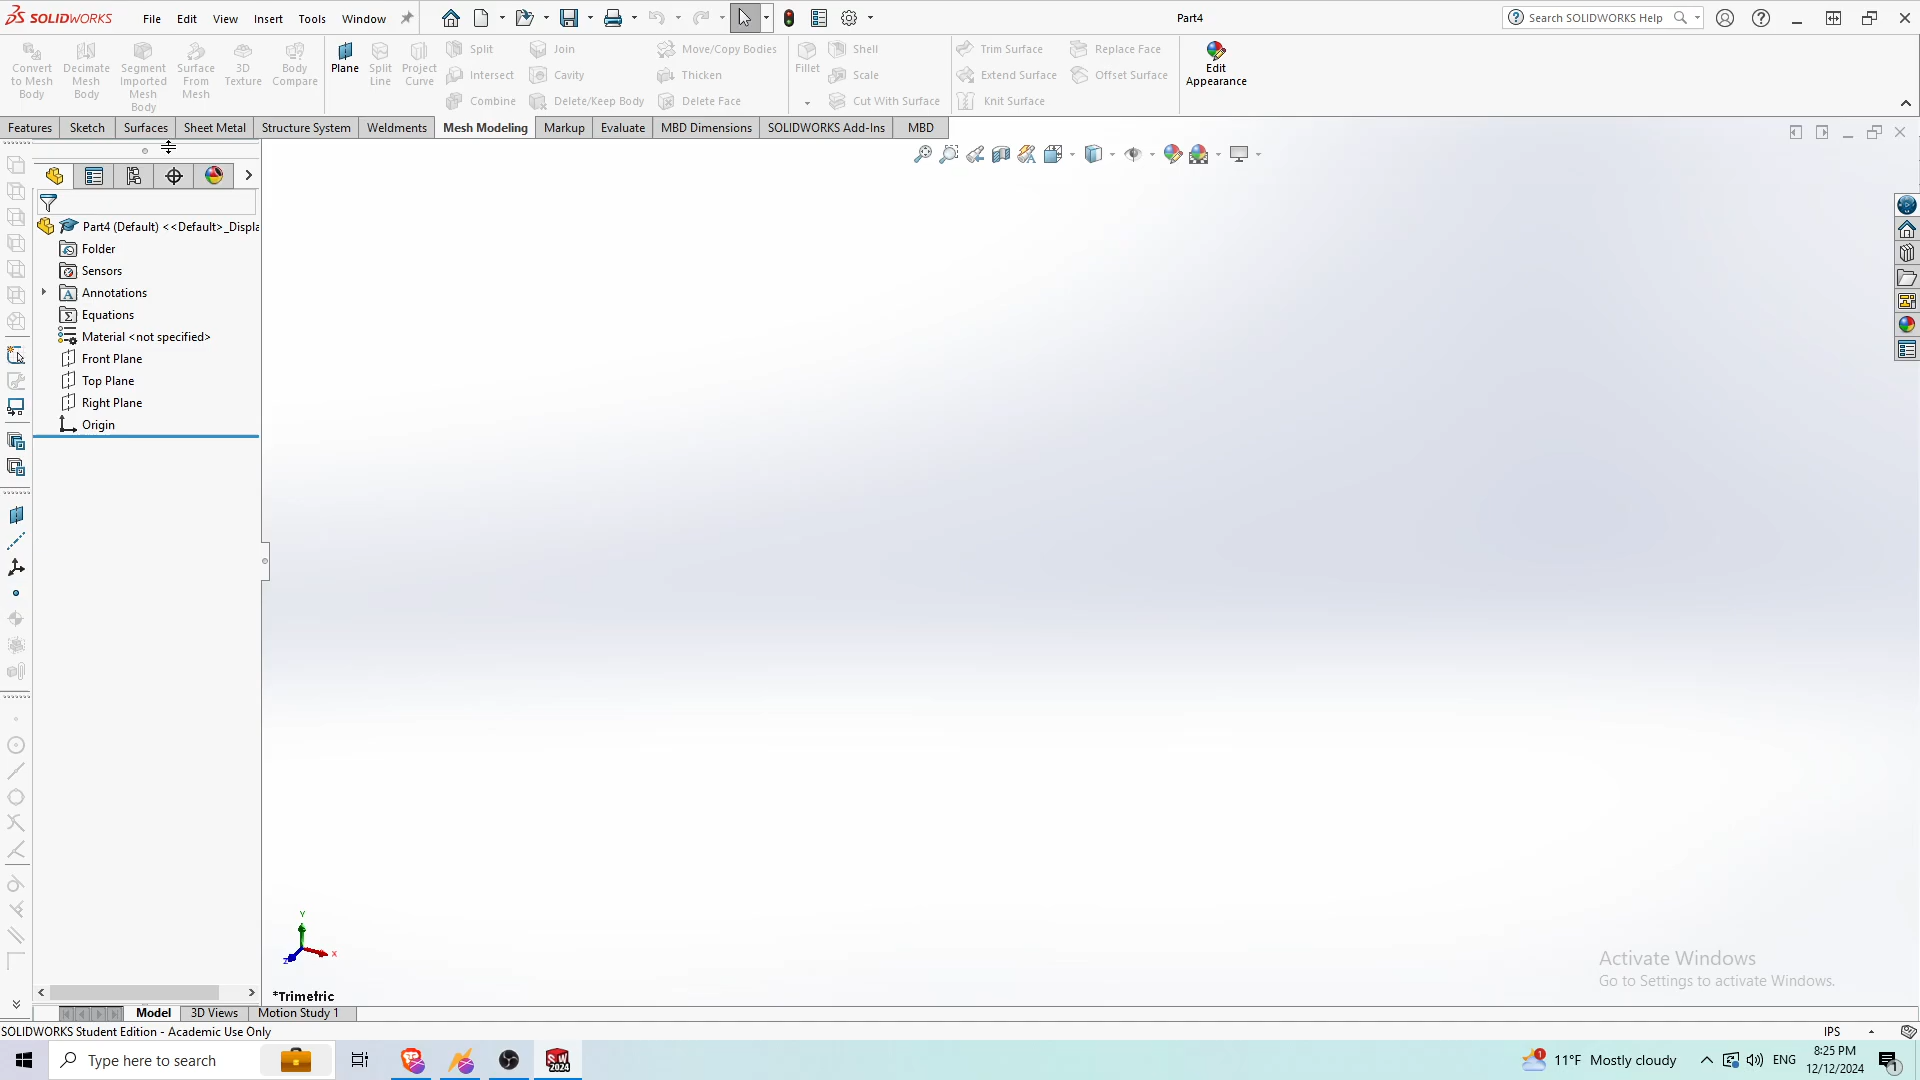 SOLIDWORKS File Edit View Insert Tools Window Part4 Search SOLIDWORKS Help
Convert to Mesh Body
Decimate Mesh Body
Segment Imported Mesh Body
Surface From Mesh
3D Texture
Body Compare
Plane
Split Line
Project Curve
Split Join Move/Copy Bodies
Intersect Cavity Thicken
Combine Delete/Keep Body Delete Face
Fillet
Shell
Scale
Cut With Surface
Trim Surface Replace Face
Extend Surface Offset Surface
Knit Surface
Edit Appearance
Features Sketch Surfaces Sheet Metal Structure System Weldments Mesh Modeling Markup Evaluate MBD Dimensions SOLIDWORKS Add-Ins MBD
Part4 (Default) <<Default>_Displa
Folder
Sensors
Annotations
Equations
Material <not specified>
Front Plane
Top Plane
Right Plane
Origin
Y
X
Z
*Trimetric
Activate Windows
Go to Settings to activate Windows.
Model 3D Views Motion Study 1
SOLIDWORKS Student Edition - Academic Use Only IPS
Type here to search SW 2024 1 11°F Mostly cloudy ENG 8:25 PM
12/12/2024 1